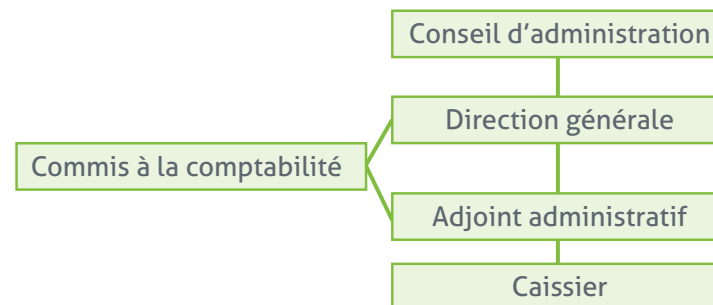 Conseil d'administration
Direction générale
Commis à la comptabilité
Adjoint administratif
Caissier